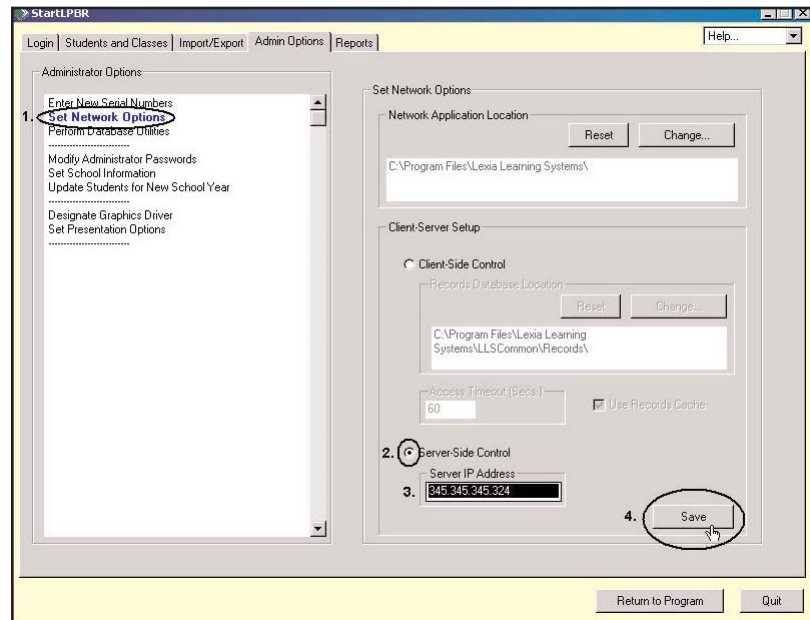 StartLPBR
Login Students and Classes Import/Export Admin Options Reports
Help...
Administrator Options
Enter New Serial Numbers
1. Set Network Options
Perform Database Utilities
--------------------------
Modify Administrator Passwords
Set School Information
Update Students for New School Year
--------------------------
Designate Graphics Driver
Set Presentation Options
--------------------------
Set Network Options
Network Application Location
Reset Change...
C:\Program Files\Lexia Learning Systems\
Client-Server Setup
Client-Side Control
Records Database Location
Reset Change...
C:\Program Files\Lexia Learning
Systems\LLSCommon\Records\
Access Timeout (Secs.)
60
Use Records Cache
2. Server-Side Control
Server IP Address
3. 345.345.345.324
4. Save
Return to Program Quit